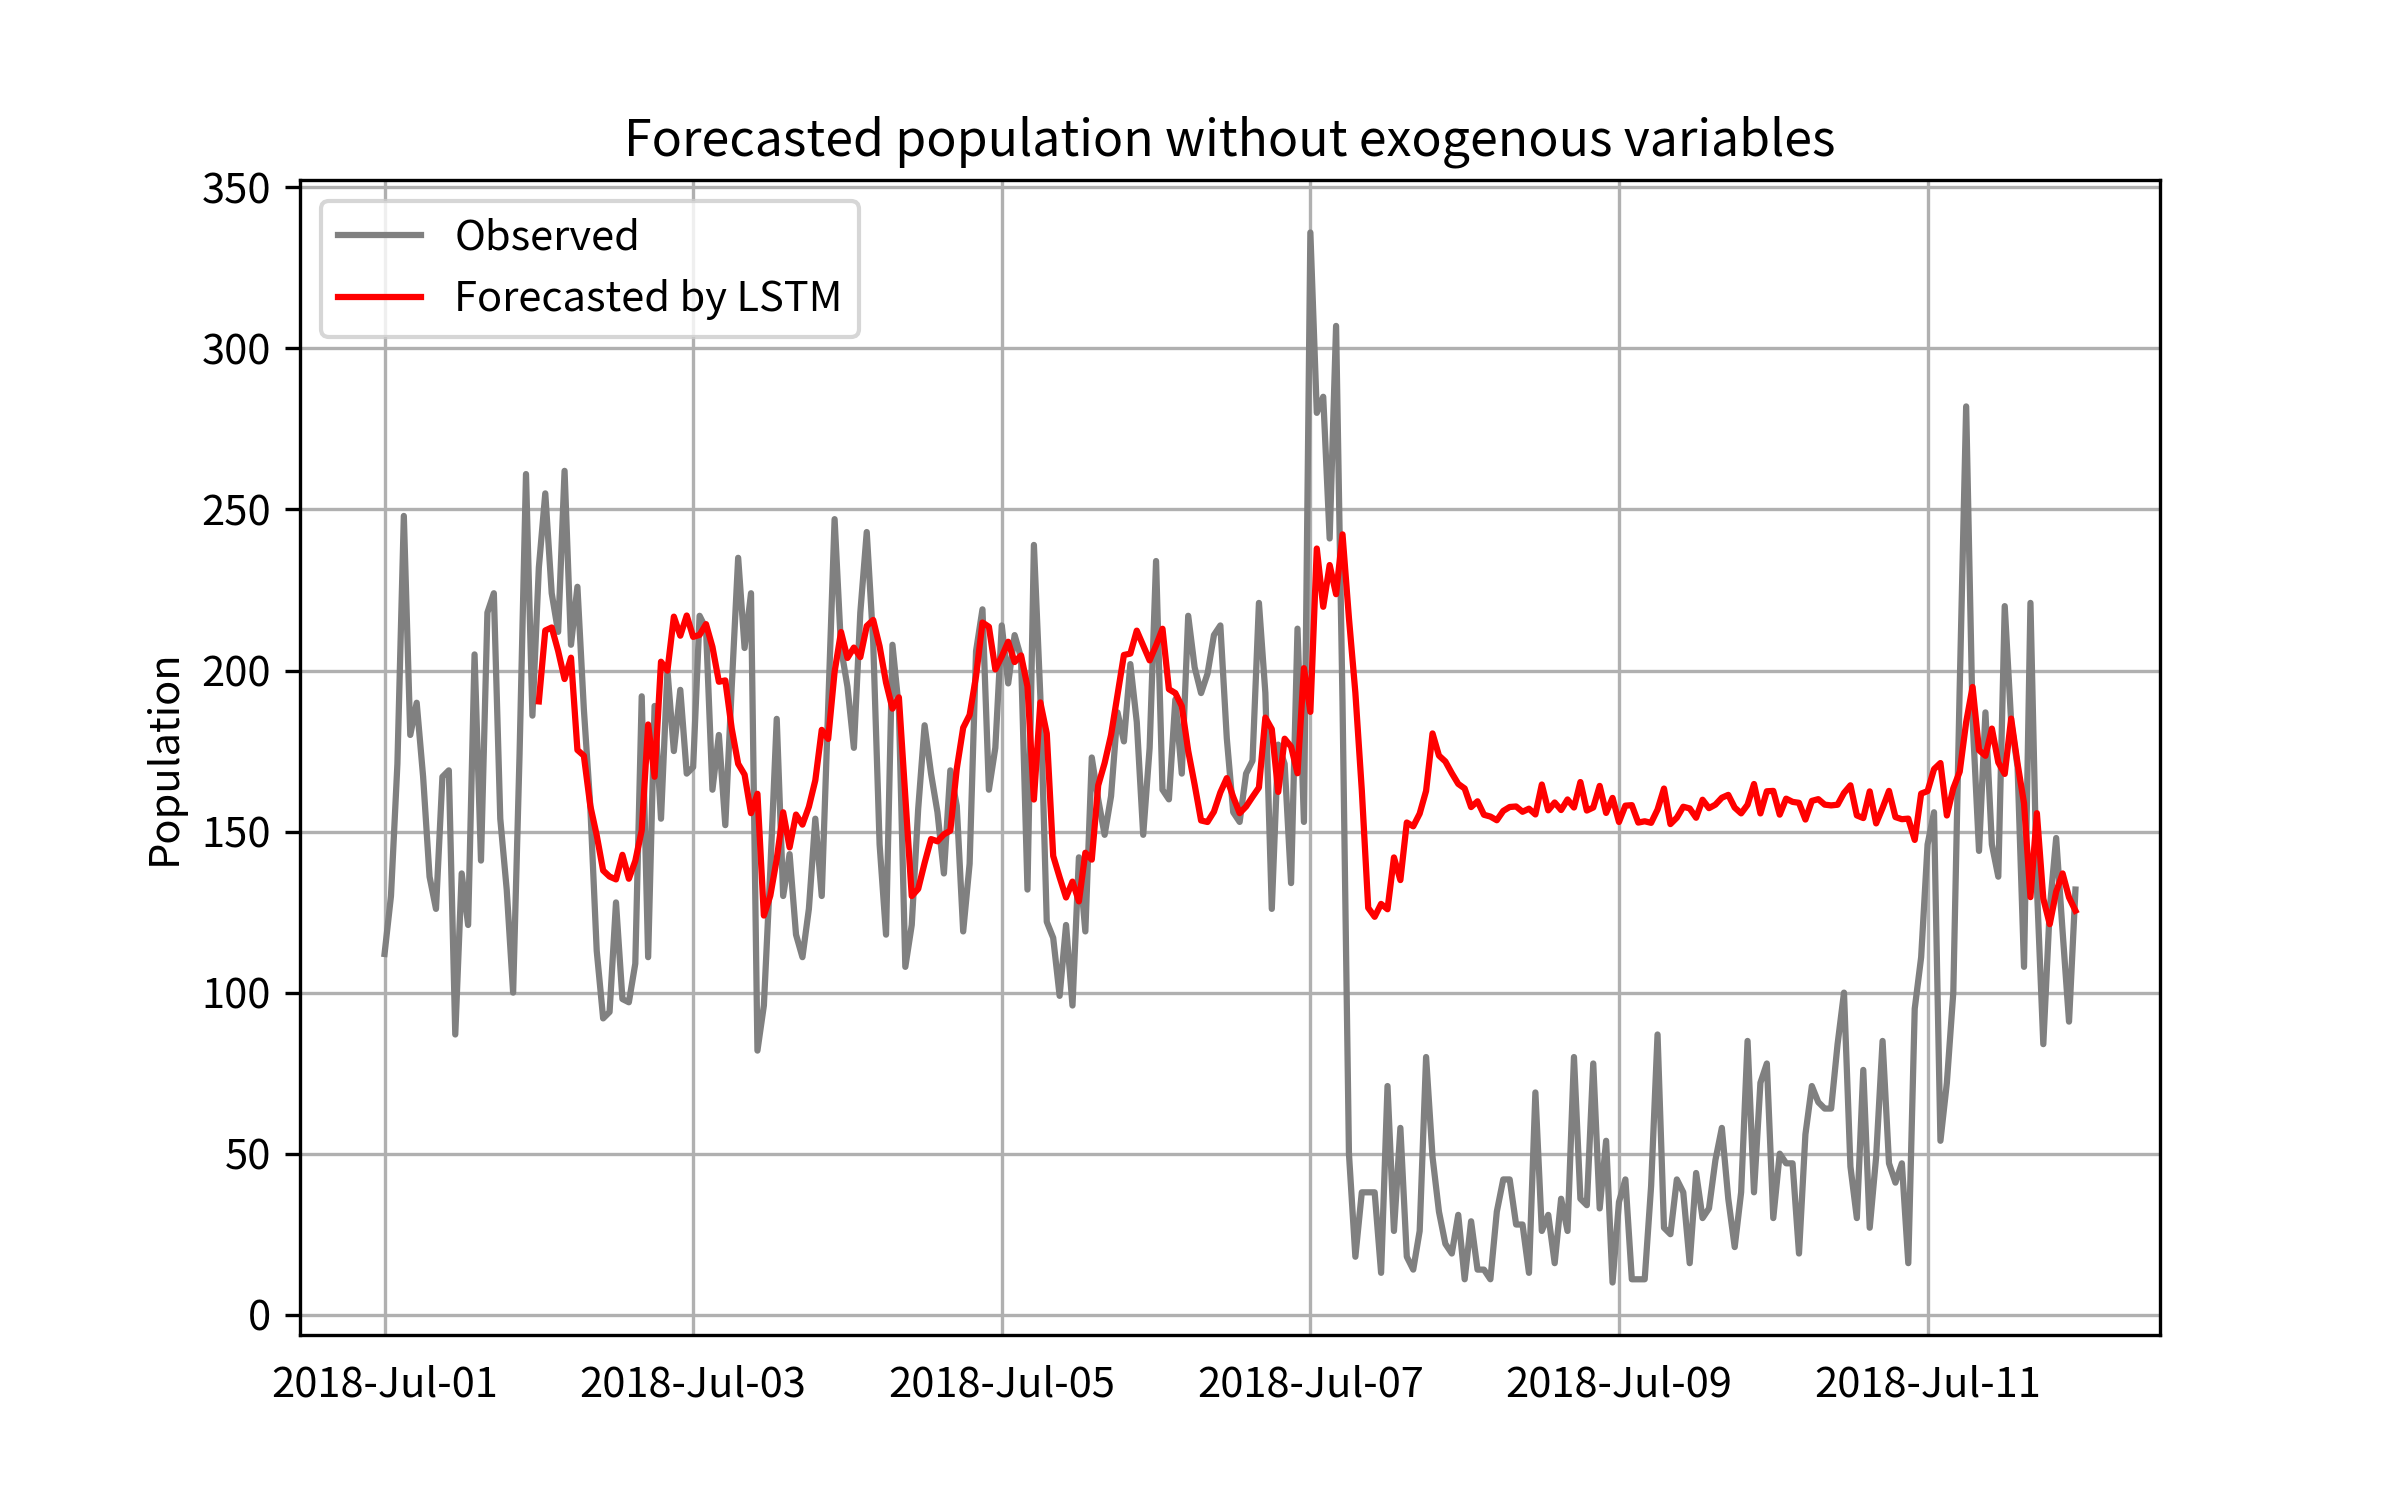 Forecasted population without exogenous variables
350
300
250
200
150
100
50
0
Population
Observed
Forecasted by LSTM
2018-Jul-01
2018-Jul-03
2018-Jul-05
2018-Jul-07
2018-Jul-09
2018-Jul-11